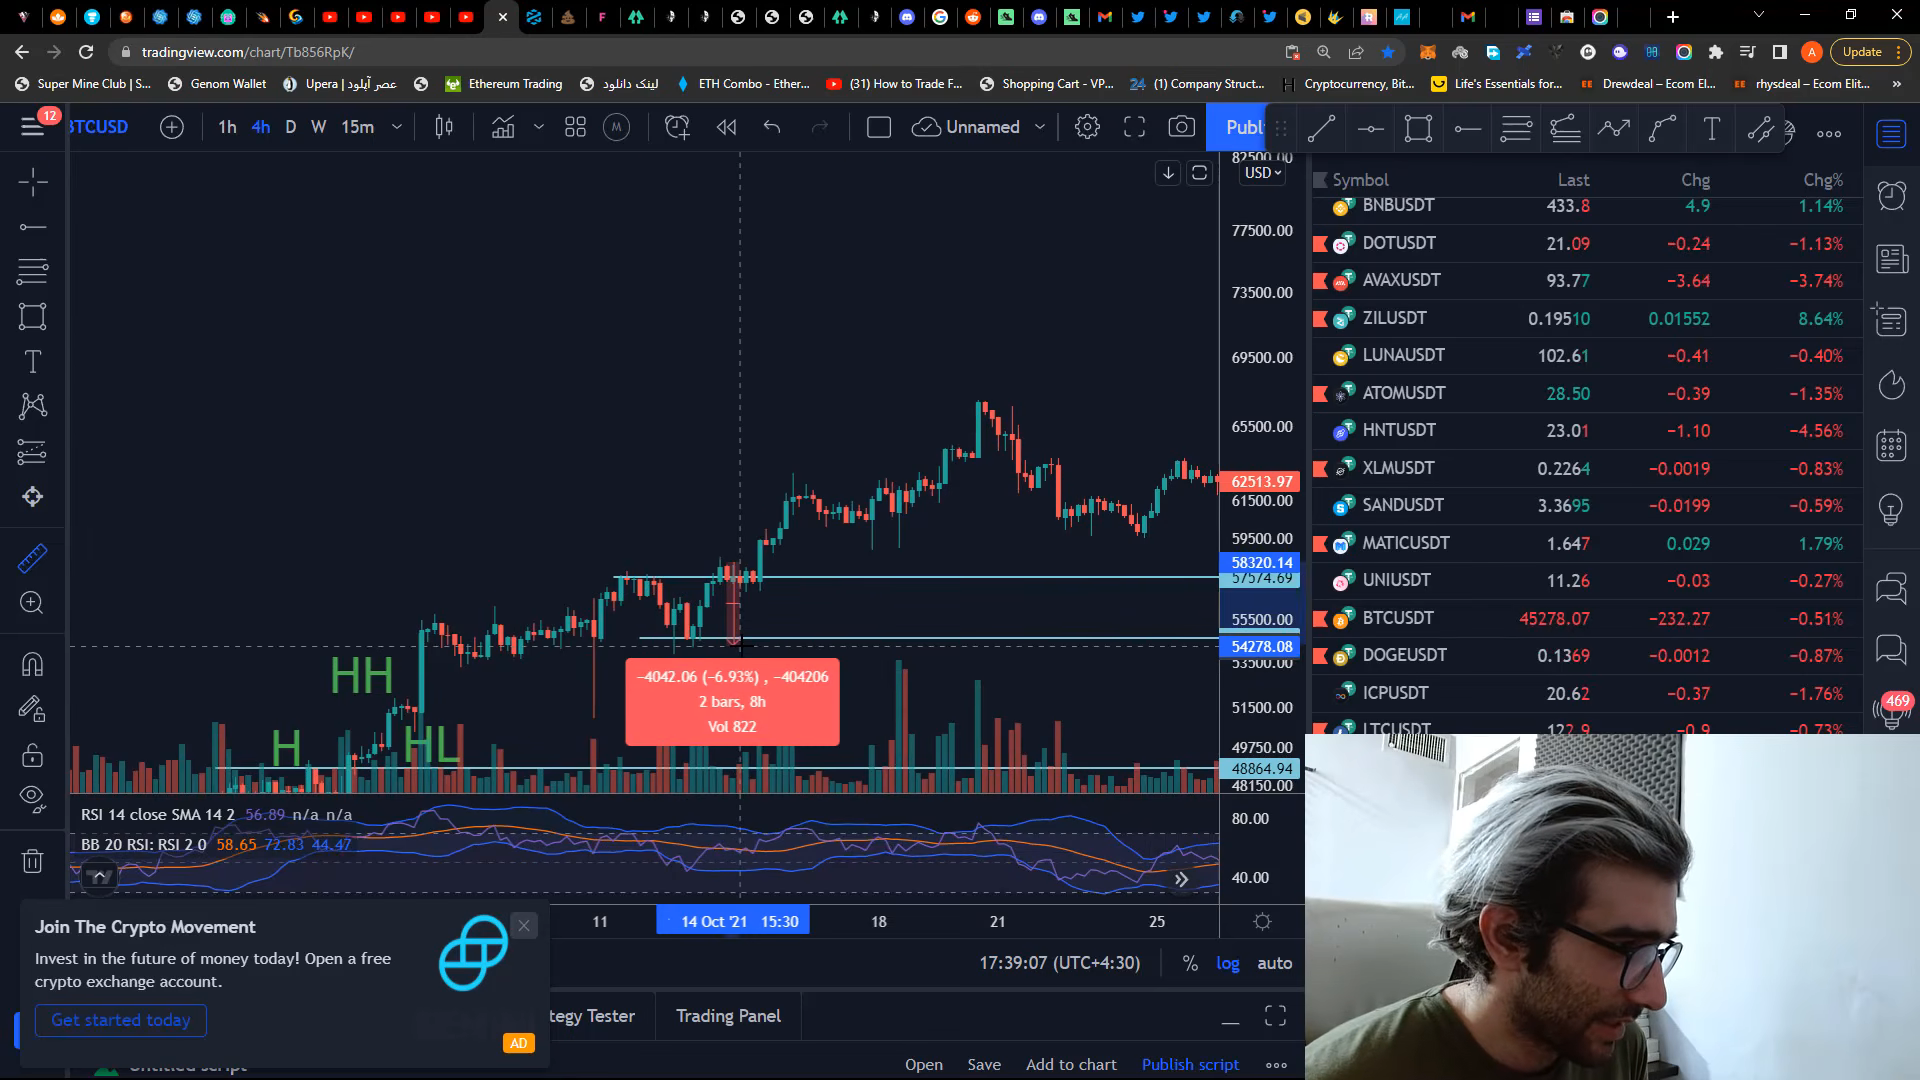 tradingview.com/chart/Tb856RpK/
Update
Super Mine Club | S...
Genom Wallet
Upera | عصر آپلود
Ethereum Trading
لینک دانلود
ETH Combo - Ether...
(31) How to Trade F...
Shopping Cart - VP...
(1) Company Struct...
Cryptocurrency, Bit...
Life's Essentials for...
Drewdeal – Ecom El...
rhysdeal – Ecom Elit...
12
BTCUSD
1h
4h
D
W
15m
Unnamed
Publ
82500.00
USD
77500.00
73500.00
69500.00
65500.00
62513.97
61500.00
59500.00
58320.14
57574.69
55500.00
54278.08
53500.00
51500.00
49750.00
48864.94
48150.00
HH
H
HL
−4042.06 (−6.93%) , −404206
2 bars, 8h
Vol 822
RSI 14 close SMA 14 2 56.89 n/a n/a
BB 20 RSI: RSI 2 0 58.65 72.83 44.47
80.00
40.00
11
14 Oct '21 15:30
18
21
25
17:39:07 (UTC+4:30)
%
log
auto
Join The Crypto Movement
Invest in the future of money today! Open a free
crypto exchange account.
Get started today
AD
tegy Tester
Trading Panel
Untitled script
Open
Save
Add to chart
Publish script
Symbol Last Chg Chg%
BNBUSDT 433.8 4.9 1.14%
DOTUSDT 21.09 −0.24 −1.13%
AVAXUSDT 93.77 −3.64 −3.74%
ZILUSDT 0.19510 0.01552 8.64%
LUNAUSDT 102.61 −0.41 −0.40%
ATOMUSDT 28.50 −0.39 −1.35%
HNTUSDT 23.01 −1.10 −4.56%
XLMUSDT 0.2264 −0.0019 −0.83%
SANDUSDT 3.3695 −0.0199 −0.59%
MATICUSDT 1.647 0.029 1.79%
UNIUSDT 11.26 −0.03 −0.27%
BTCUSDT 45278.07 −232.27 −0.51%
DOGEUSDT 0.1369 −0.0012 −0.87%
ICPUSDT 20.62 −0.37 −1.76%
LTCUSDT 122.9 −0.9 −0.73%
469